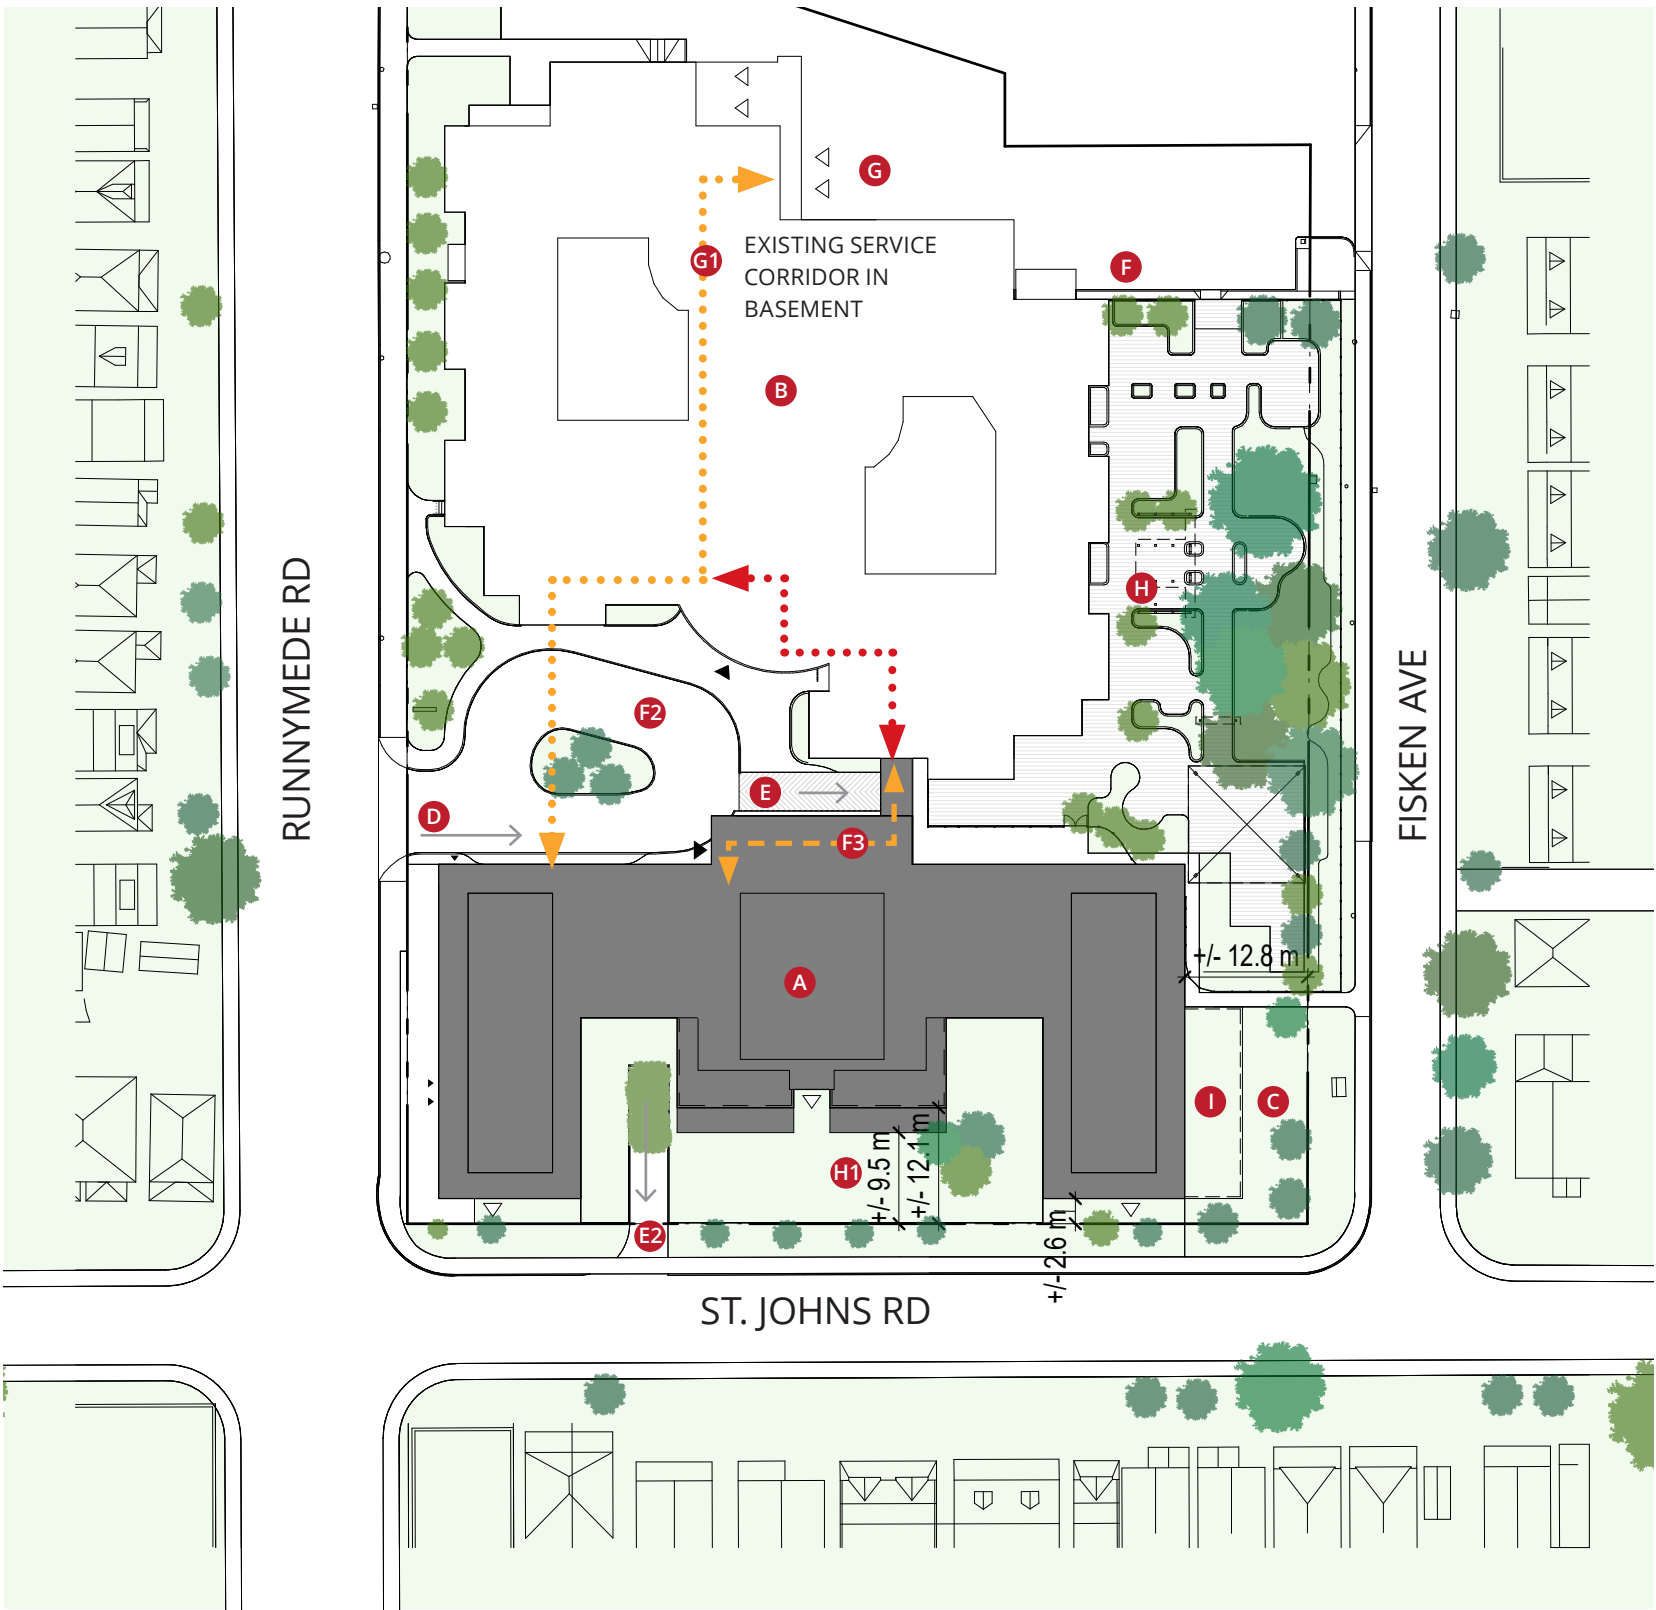 G
EXISTING SERVICE
CORRIDOR IN
BASEMENT
G1
F
B
H
RUNNYMEDE RD
FISKEN AVE
F2
E
D
F3
+/- 12.8 m
A
I
C
H1
+/- 9.5 m
+/- 12.1 m
E2
+/- 2.6 m
ST. JOHNS RD